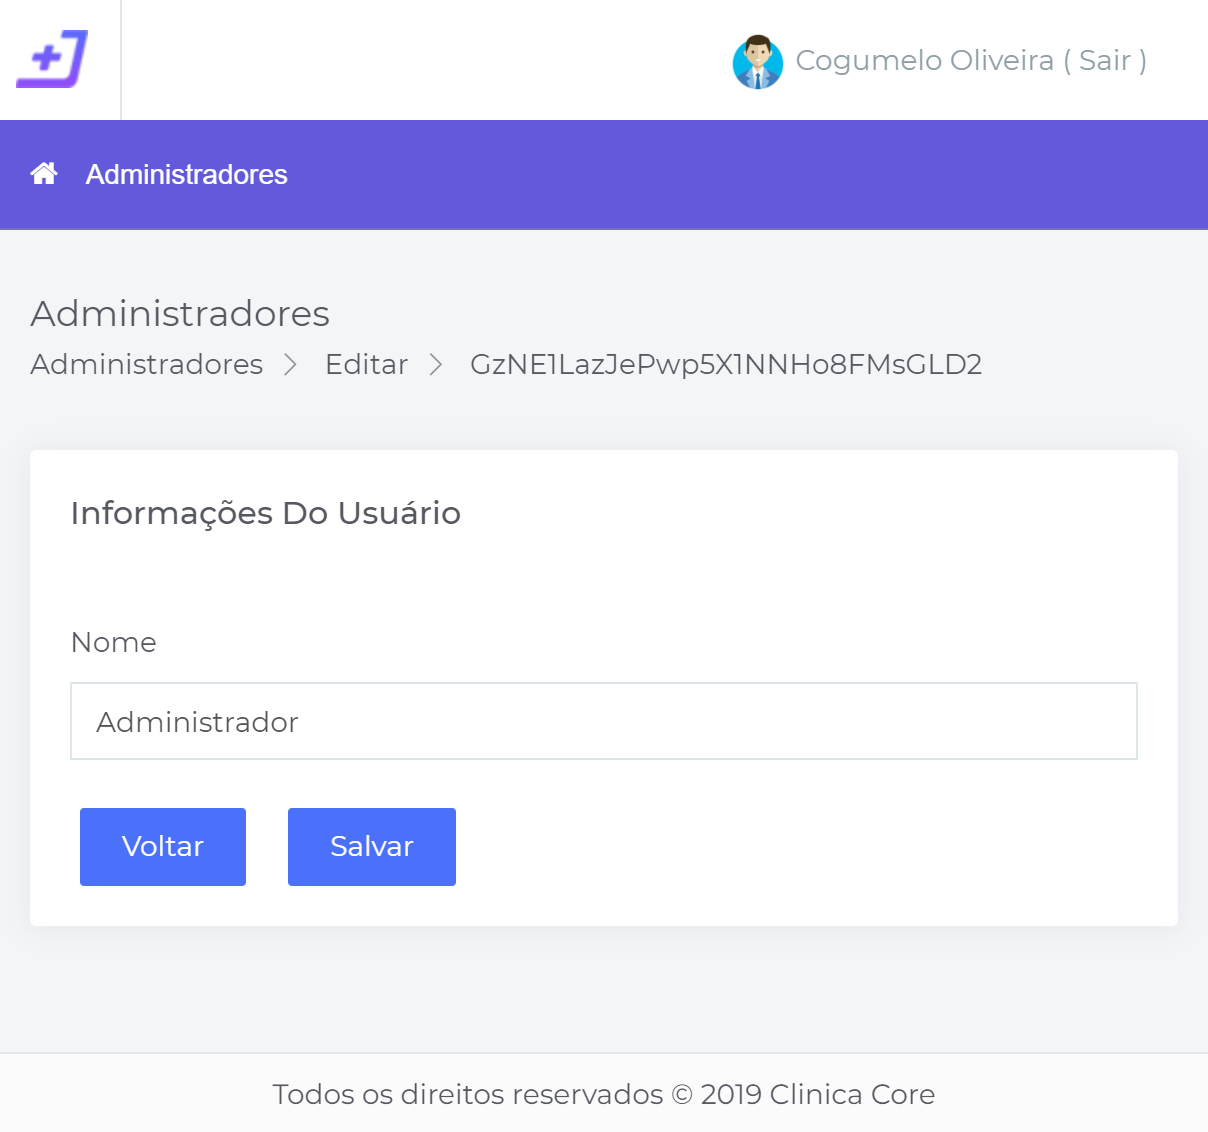 Cogumelo Oliveira ( Sair )
Administradores
Administradores
Administradores > Editar > GzNE1LazJePwp5X1NNHo8FMsGLD2
Informações Do Usuário
Nome
Administrador
Voltar Salvar
Todos os direitos reservados © 2019 Clinica Core